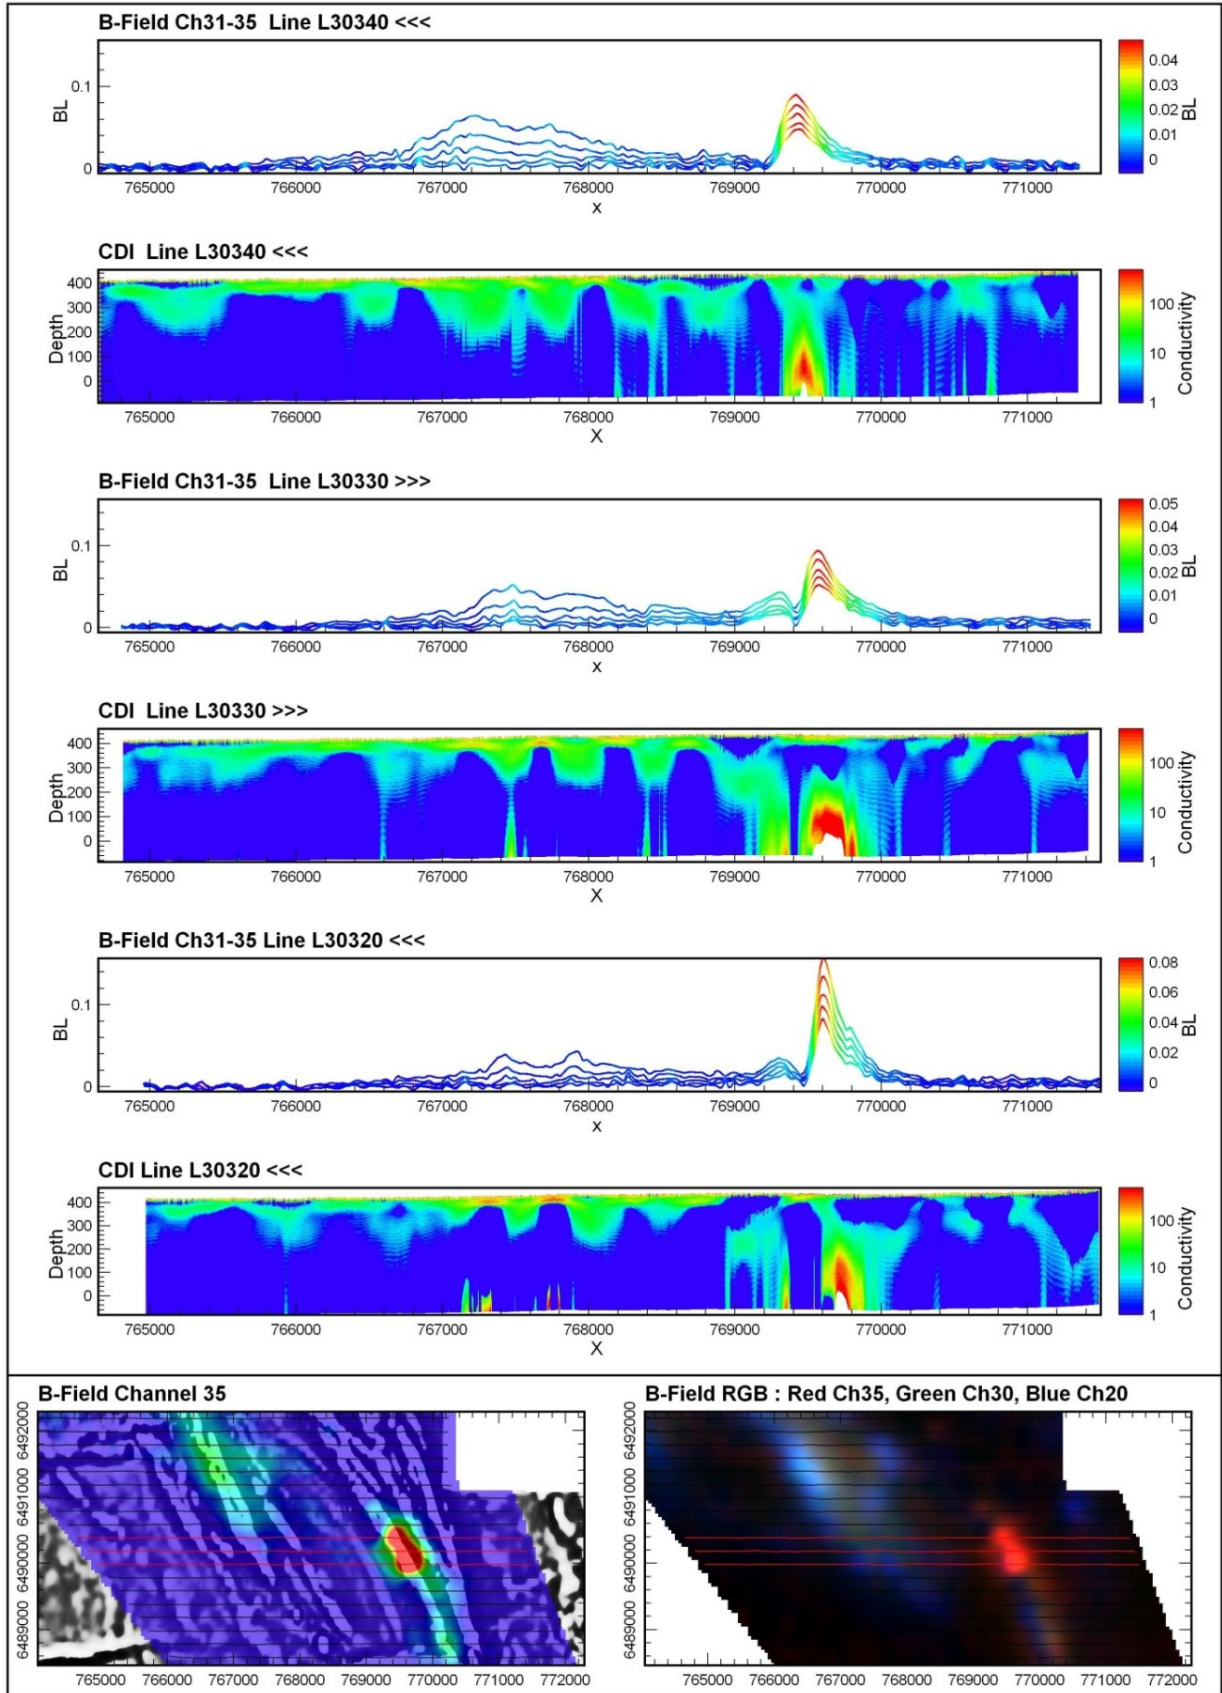 B-Field Ch31-35 Line L30340 <<<
BL
0.1
0
765000 766000 767000 768000 769000 770000 771000
x
0.04
0.03
0.02
0.01
0
BL
CDI Line L30340 <<<
Depth
400
300
200
100
0
765000 766000 767000 768000 769000 770000 771000
X
100
10
1
Conductivity
B-Field Ch31-35 Line L30330 >>>
BL
0.1
0
765000 766000 767000 768000 769000 770000 771000
x
0.05
0.04
0.03
0.02
0.01
0
BL
CDI Line L30330 >>>
Depth
400
300
200
100
0
765000 766000 767000 768000 769000 770000 771000
X
100
10
1
Conductivity
B-Field Ch31-35 Line L30320 <<<
BL
0.1
0
765000 766000 767000 768000 769000 770000 771000
x
0.08
0.06
0.04
0.02
0
BL
CDI Line L30320 <<<
Depth
400
300
200
100
0
765000 766000 767000 768000 769000 770000 771000
X
100
10
1
Conductivity
B-Field Channel 35
6492000
6491000
6490000
6489000
765000 766000 767000 768000 769000 770000 771000 772000
B-Field RGB : Red Ch35, Green Ch30, Blue Ch20
6492000
6491000
6490000
6489000
765000 766000 767000 768000 769000 770000 771000 772000